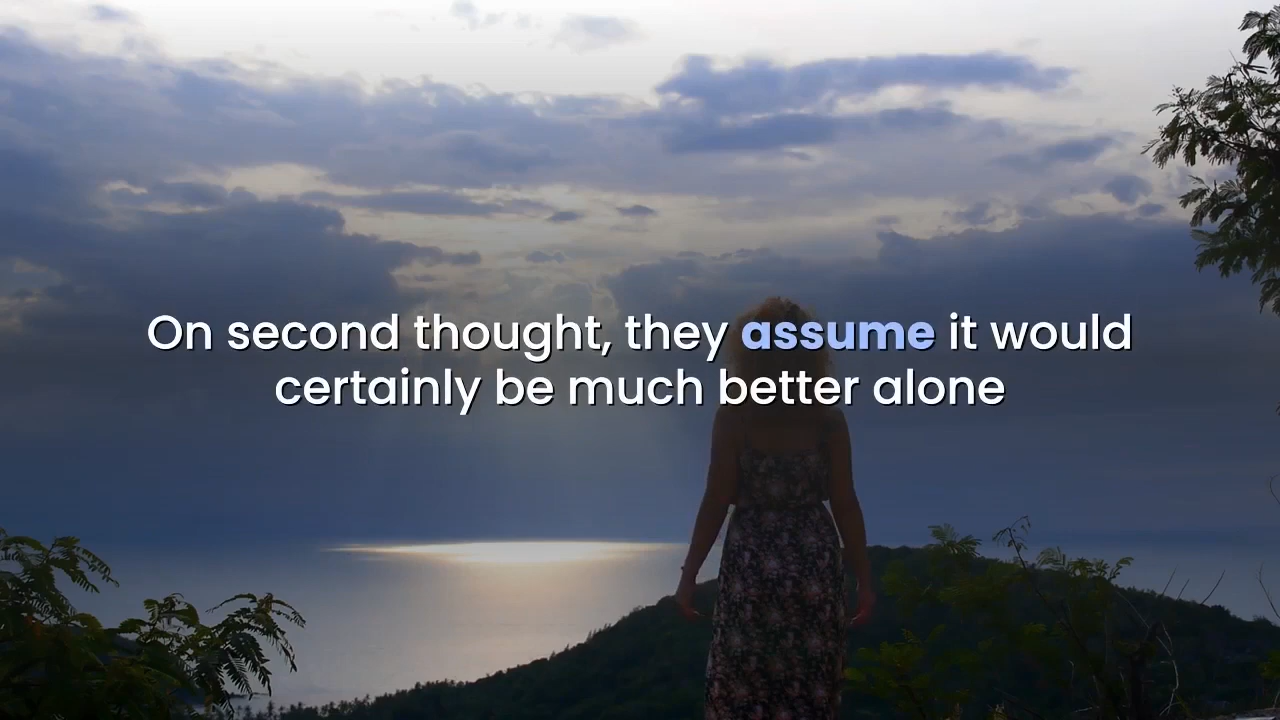 On second thought, they assume it would
certainly be much better alone